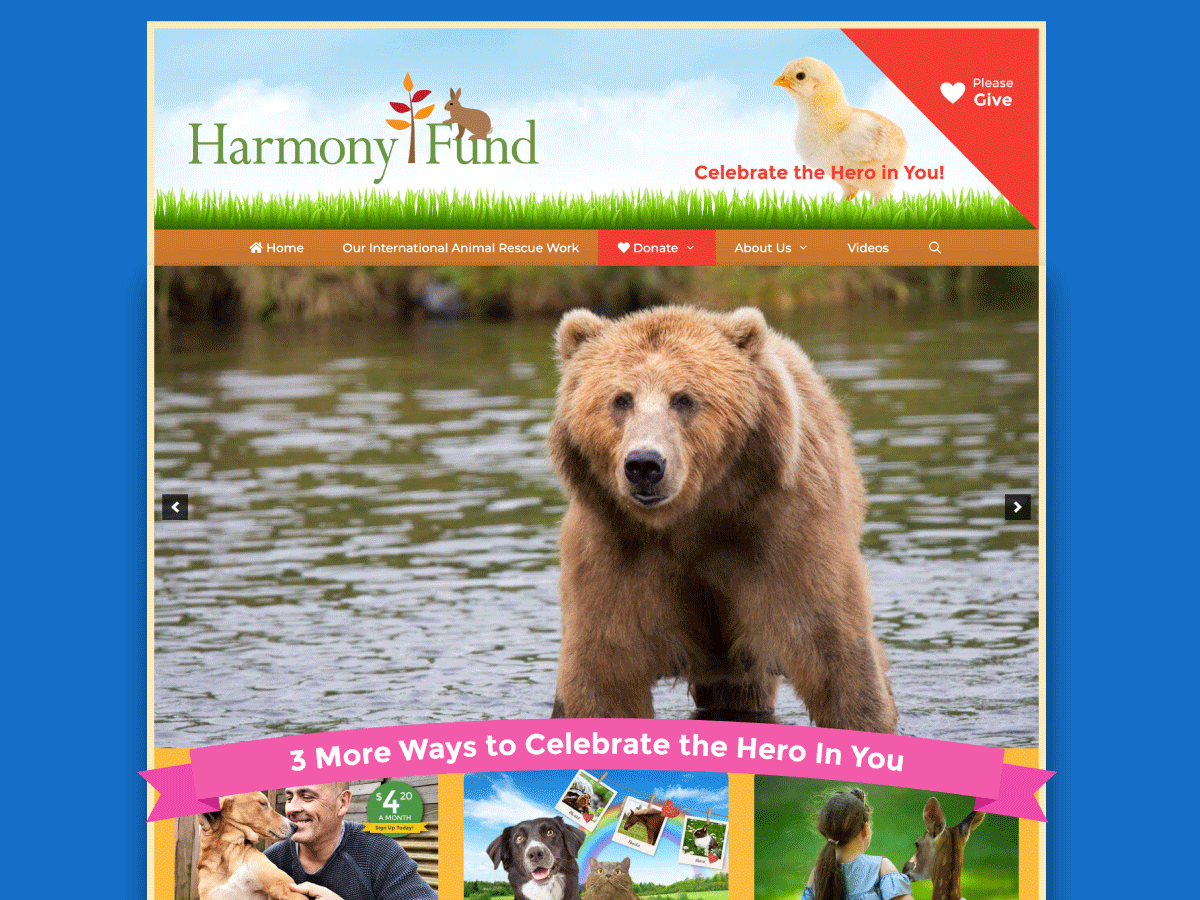 Please
Give
Harmony Fund
Celebrate the Hero in You!
Home Our International Animal Rescue Work Donate About Us Videos
3 More Ways to Celebrate the Hero In You
$4.20
A MONTH
Sign Up Today!